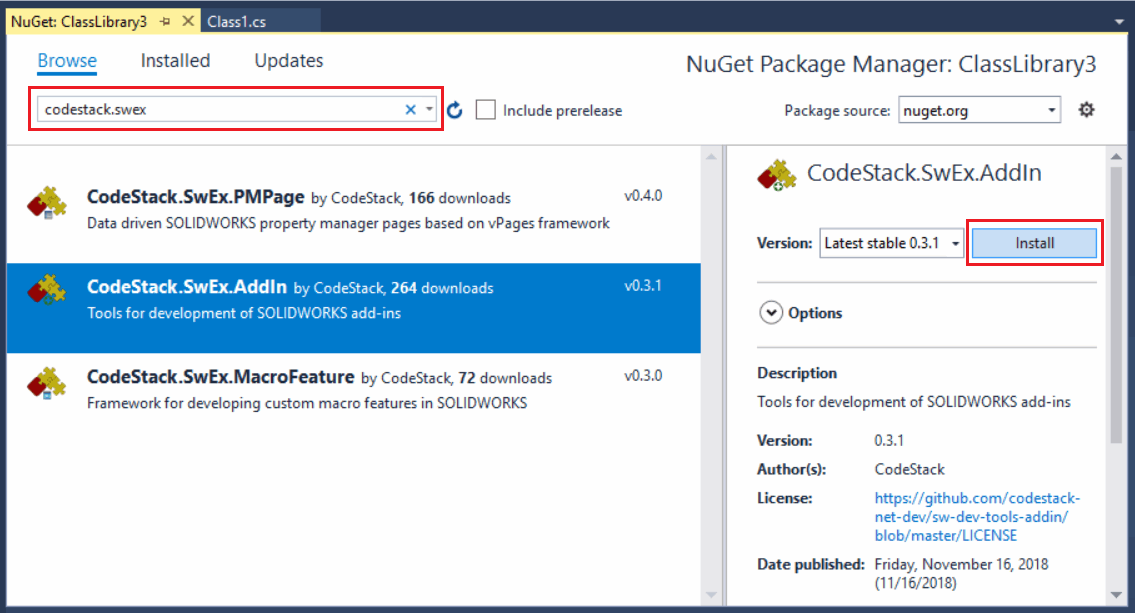 NuGet: ClassLibrary3
Class1.cs
Browse Installed Updates
NuGet Package Manager: ClassLibrary3
codestack.swex
Include prerelease
Package source: nuget.org
CodeStack.SwEx.PMPage by CodeStack, 166 downloads v0.4.0
Data driven SOLIDWORKS property manager pages based on vPages framework
CodeStack.SwEx.AddIn by CodeStack, 264 downloads v0.3.1
Tools for development of SOLIDWORKS add-ins
CodeStack.SwEx.MacroFeature by CodeStack, 72 downloads v0.3.0
Framework for developing custom macro features in SOLIDWORKS
CodeStack.SwEx.AddIn
Version: Latest stable 0.3.1 Install
Options
Description
Tools for development of SOLIDWORKS add-ins
Version: 0.3.1
Author(s): CodeStack
License: https://github.com/codestack-
net-dev/sw-dev-tools-addin/
blob/master/LICENSE
Date published: Friday, November 16, 2018
(11/16/2018)